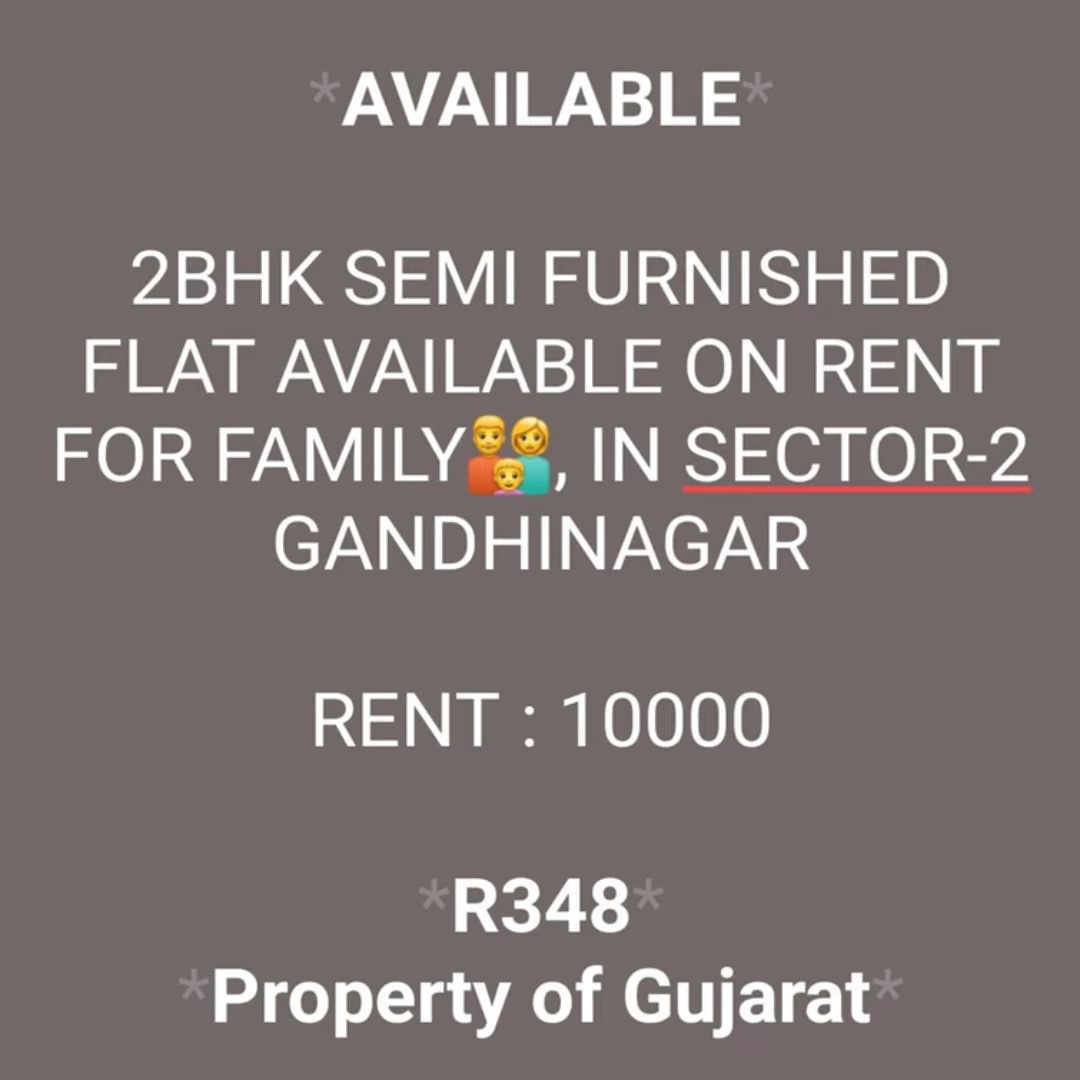 *AVAILABLE*
2BHK SEMI FURNISHED
FLAT AVAILABLE ON RENT
FOR FAMILY👨‍👩‍👦, IN SECTOR-2
GANDHINAGAR
RENT : 10000
*R348*
*Property of Gujarat*